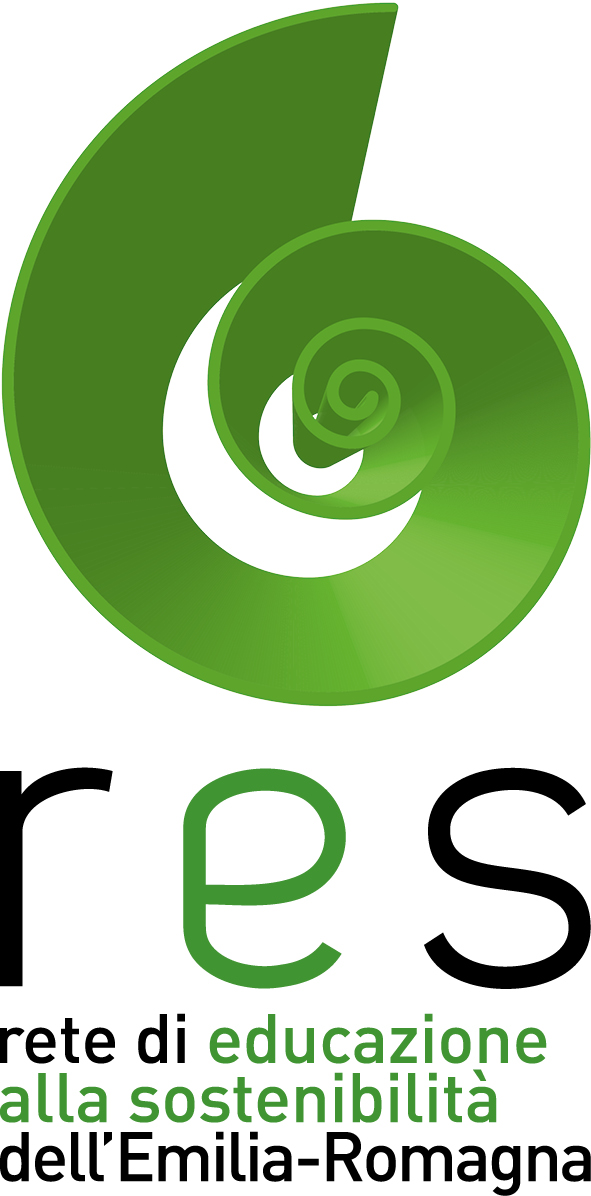 res
rete di educazione
alla sostenibilità
dell'Emilia-Romagna